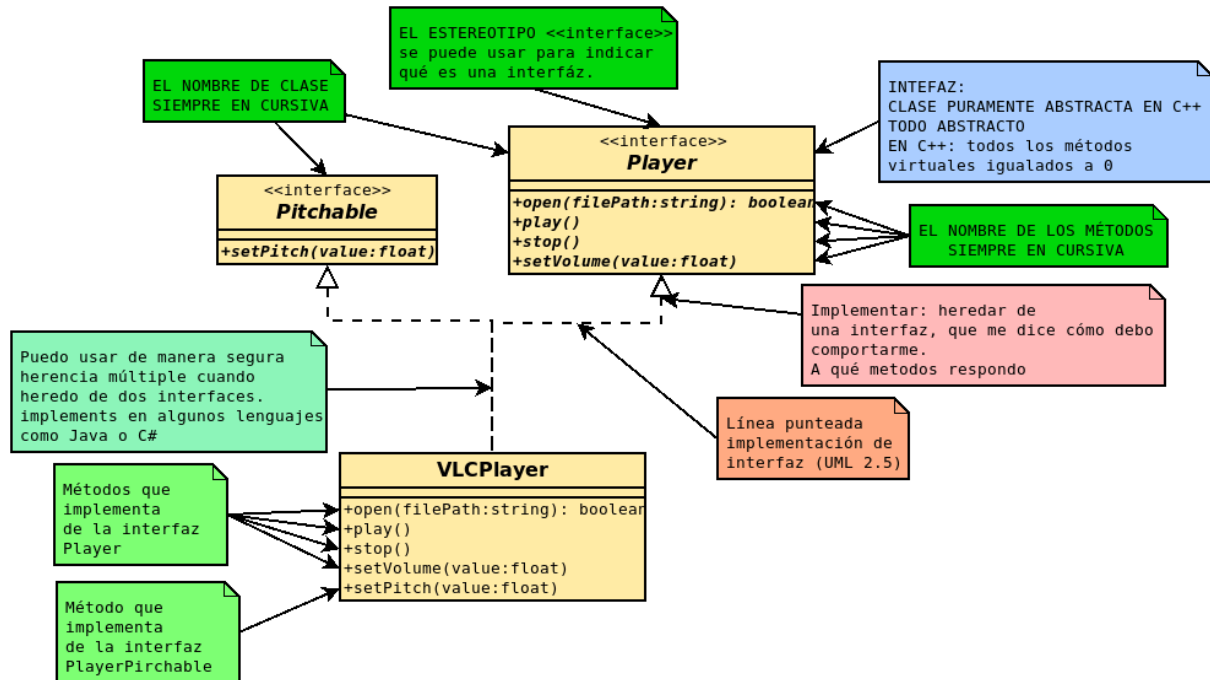 EL ESTEREOTIPO <<interface>>
se puede usar para indicar
qué es una interfáz.
EL NOMBRE DE CLASE
SIEMPRE EN CURSIVA
INTEFAZ:
CLASE PURAMENTE ABSTRACTA EN C++
TODO ABSTRACTO
EN C++: todos los métodos
virtuales igualados a 0
<<interface>>
Player
+open(filePath:string): boolean
+play()
+stop()
+setVolume(value:float)
<<interface>>
Pitchable
+setPitch(value:float)
EL NOMBRE DE LOS MÉTODOS
SIEMPRE EN CURSIVA
Implementar: heredar de
una interfaz, que me dice cómo debo
comportarme.
A qué metodos respondo
Puedo usar de manera segura
herencia múltiple cuando
heredo de dos interfaces.
implements en algunos lenguajes
como Java o C#
Línea punteada
implementación de
interfaz (UML 2.5)
VLCPlayer
+open(filePath:string): boolean
+play()
+stop()
+setVolume(value:float)
+setPitch(value:float)
Métodos que
implementa
de la interfaz
Player
Método que
implementa
de la interfaz
PlayerPirchable